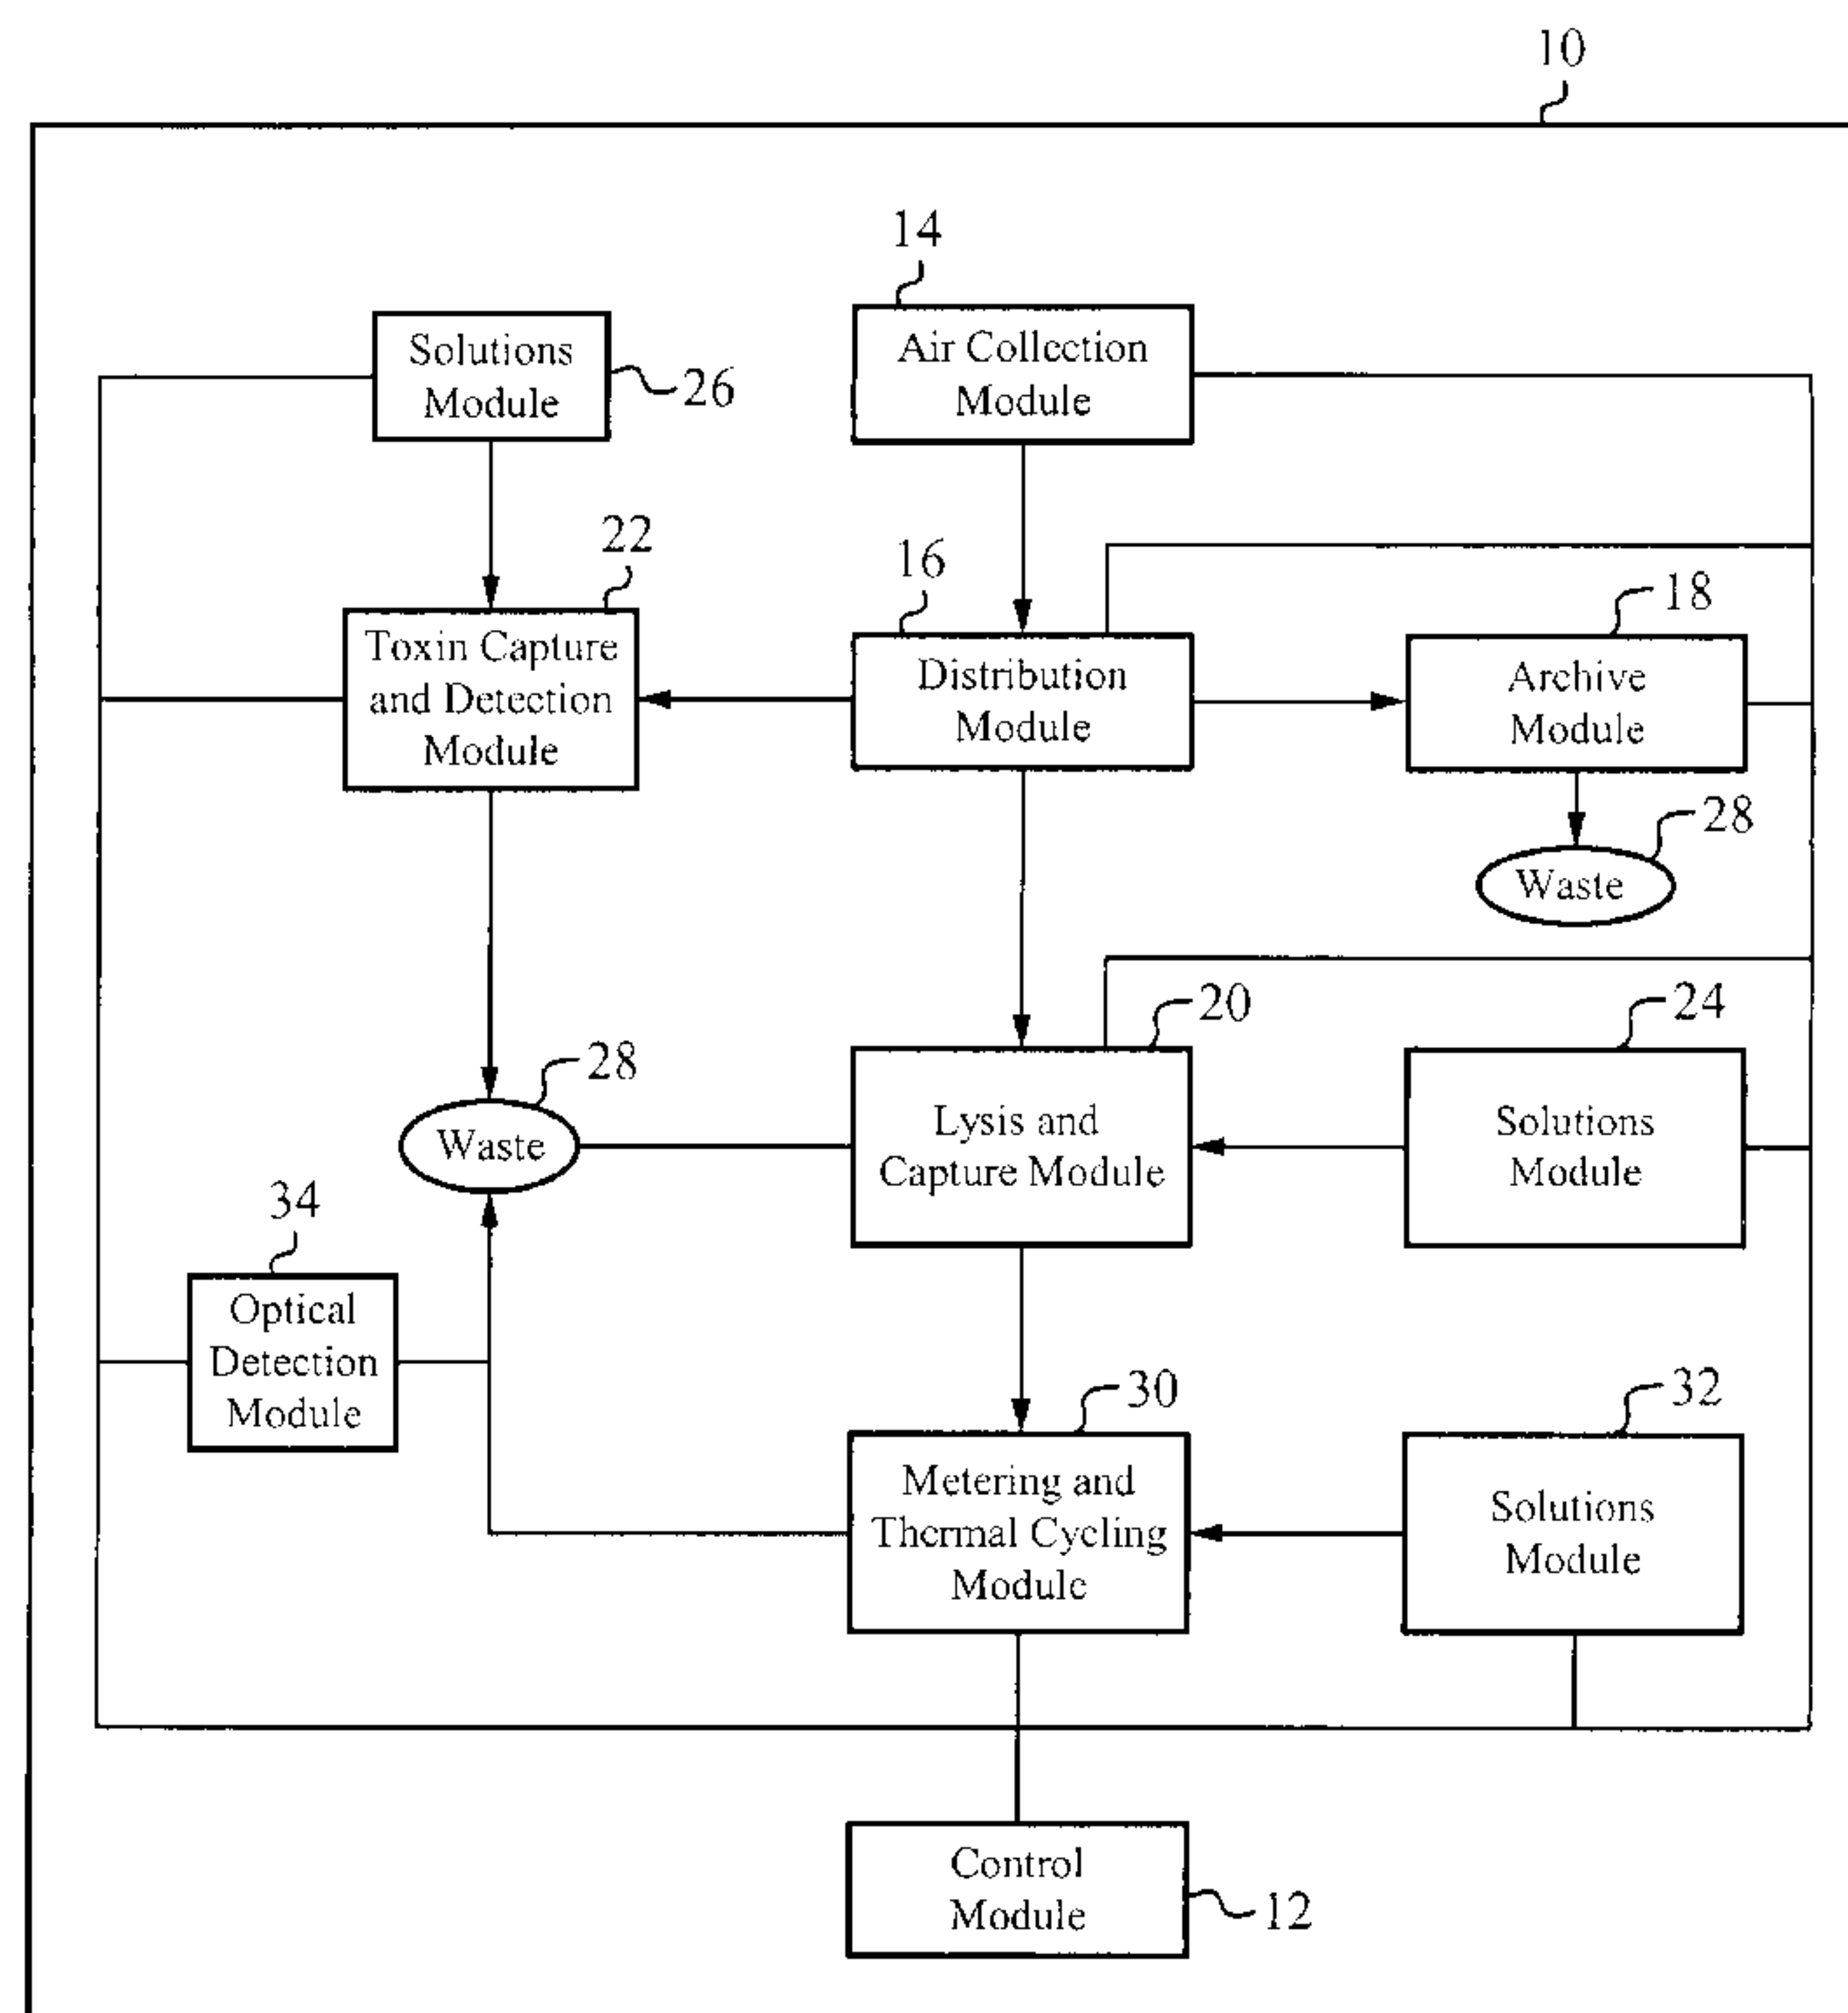 10
14
Air Collection
Module
Solutions
Module
26
22
Toxin Capture
and Detection
Module
16
Distribution
Module
18
Archive
Module
28
Waste
20
Lysis and
Capture Module
24
Solutions
Module
28
Waste
34
Optical
Detection
Module
30
Metering and
Thermal Cycling
Module
32
Solutions
Module
Control
Module
12